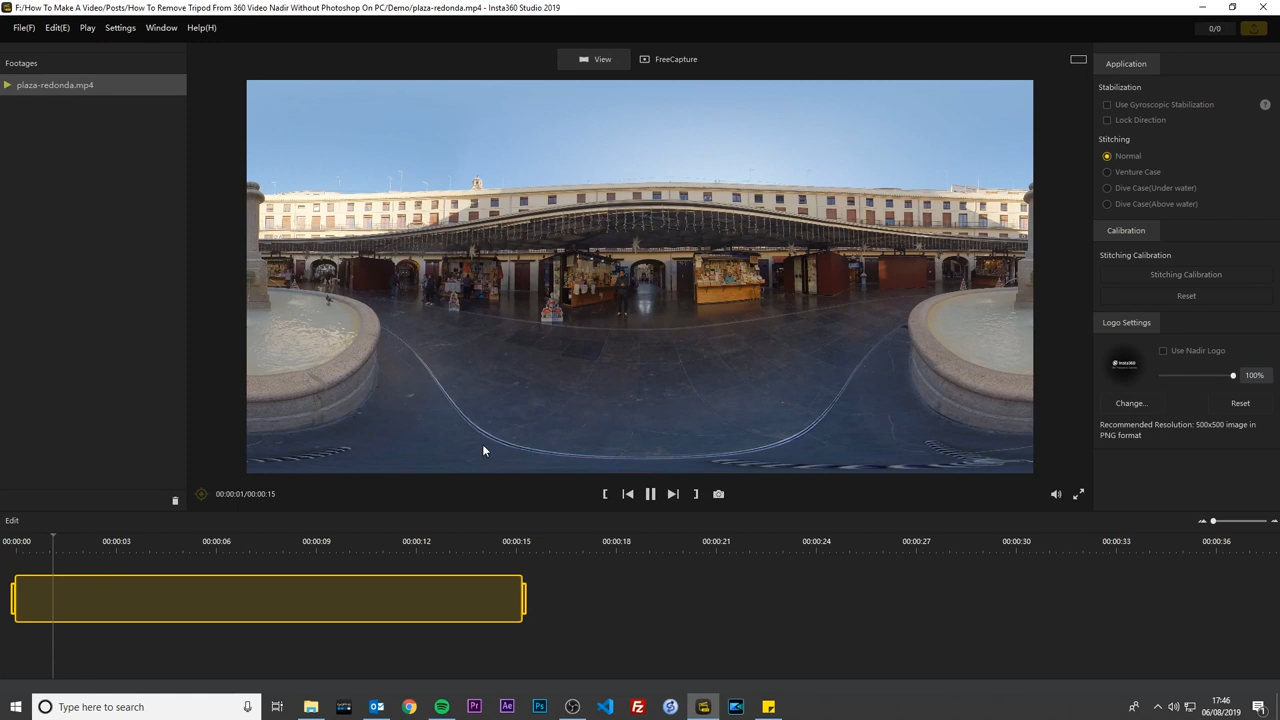 F:/How To Make A Video/Posts/How To Remove Tripod From 360 Video Nadir Without Photoshop On PC/Demo/plaza-redonda.mp4 - Insta360 Studio 2019
File(F) Edit(E) Play Settings Window Help(H)
0/0
Footages
plaza-redonda.mp4
View
FreeCapture
Application
Stabilization
Use Gyroscopic Stabilization
?
Lock Direction
Stitching
Normal
Venture Case
Dive Case(Under water)
Dive Case(Above water)
Calibration
Stitching Calibration
Stitching Calibration
Reset
Logo Settings
Insta360
Use Nadir Logo
100%
Change...
Reset
Recommended Resolution: 500x500 image in
PNG format
00:00:01/00:00:15
Edit
00:00:00 00:00:03 00:00:06 00:00:09 00:00:12 00:00:15 00:00:18 00:00:21 00:00:24 00:00:27 00:00:30 00:00:33 00:00:36
Type here to search
Pr
Ae
Ps
17:46
06/08/2019